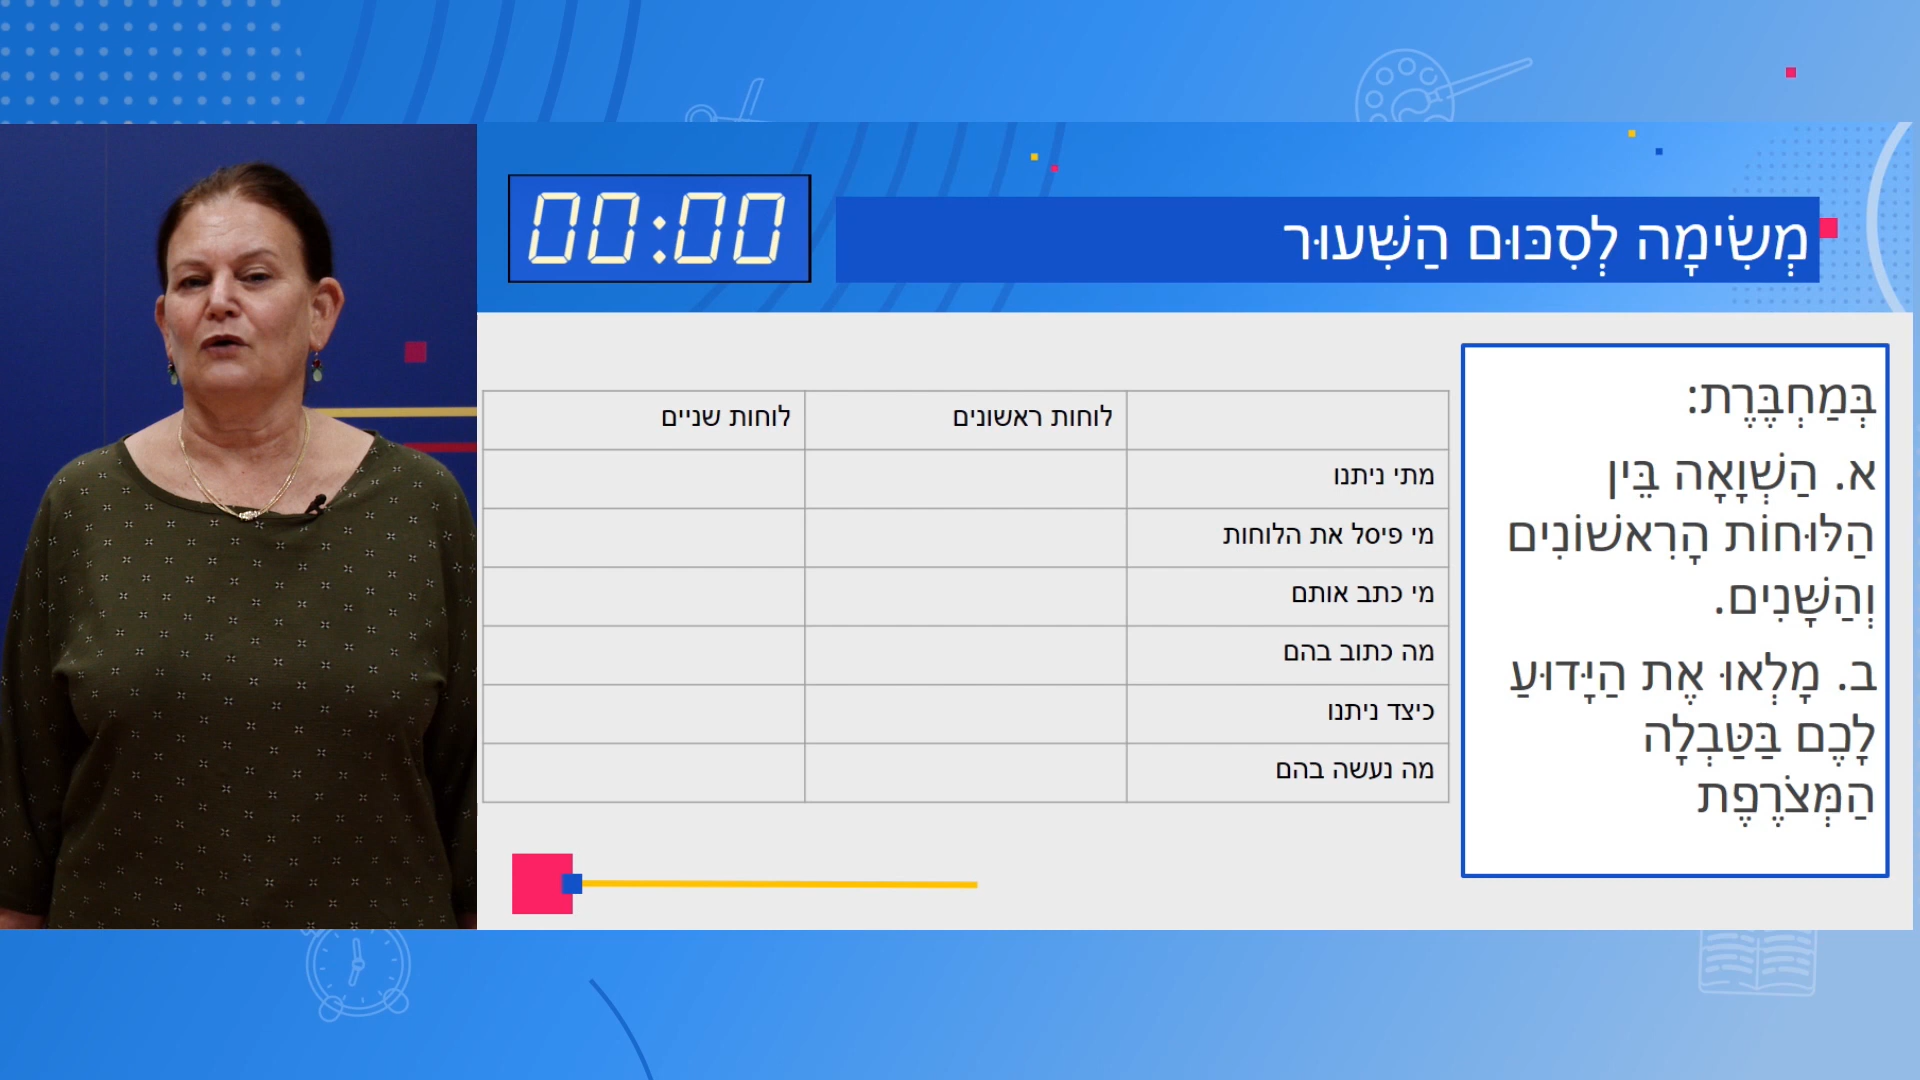 00:00
מְשִׂימָה לְסִכּוּם הַשִּׁעוּר
בְּמַחְבֶּרֶת:
א. הַשְׁוָאָה בֵּין
הַלּוּחוֹת הָרִאשׁוֹנִים
וְהַשָּׁנִים.
ב. מָלְאוּ אֶת הַיָּדוּעַ
לָכֶם בַּטַּבְלָה
הַמְּצֹרֶפֶת
לוחות ראשונים לוחות שניים
מתי ניתנו
מי פיסל את הלוחות
מי כתב אותם
מה כתוב בהם
כיצד ניתנו
מה נעשה בהם